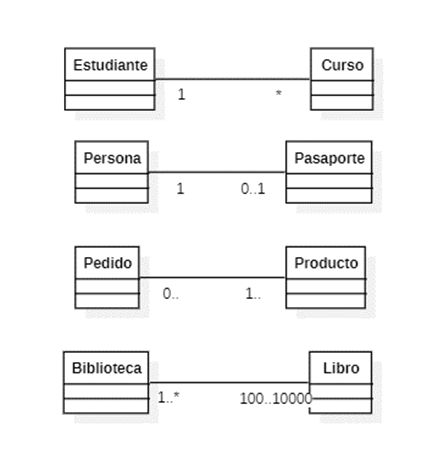 Estudiante Curso
1 *
Persona Pasaporte
1 0..1
Pedido Producto
0.. 1..
Biblioteca Libro
1..* 100..10000